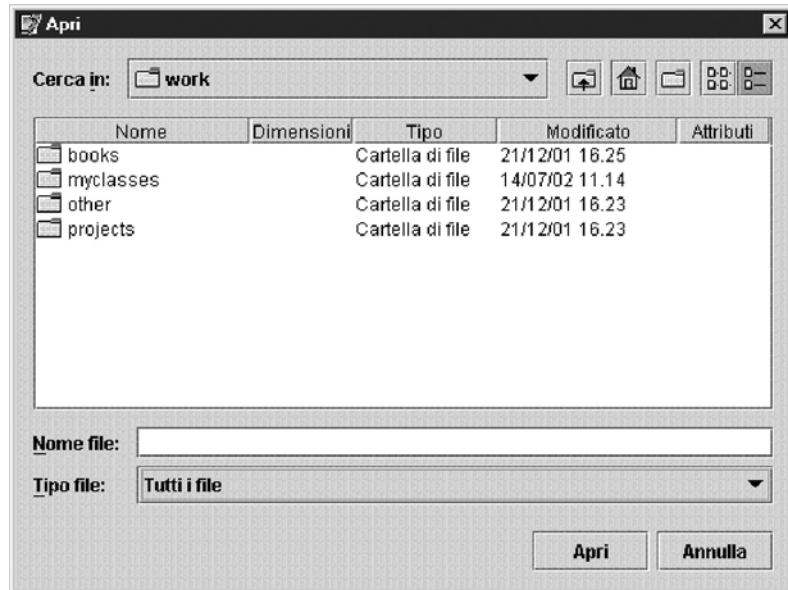 Apri
Cerca in: work
Nome Dimensioni Tipo Modificato Attributi
books Cartella di file 21/12/01 16.25
myclasses Cartella di file 14/07/02 11.14
other Cartella di file 21/12/01 16.23
projects Cartella di file 21/12/01 16.23
Nome file:
Tipo file: Tutti i file
Apri Annulla